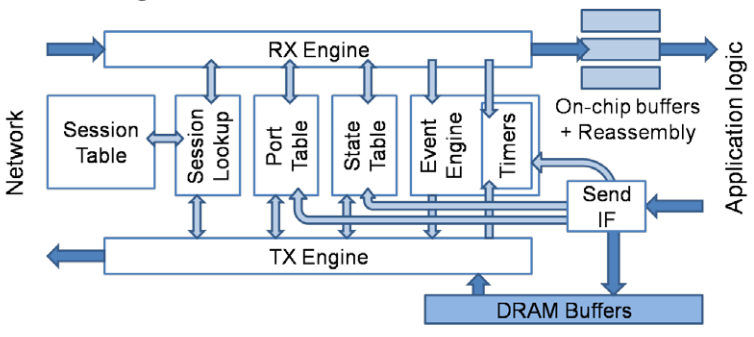 RX Engine
Network
Session
Table
Session
Lookup
Port
Table
State
Table
Event
Engine
Timers
On-chip buffers
+ Reassembly
Send
IF
Application logic
TX Engine
DRAM Buffers